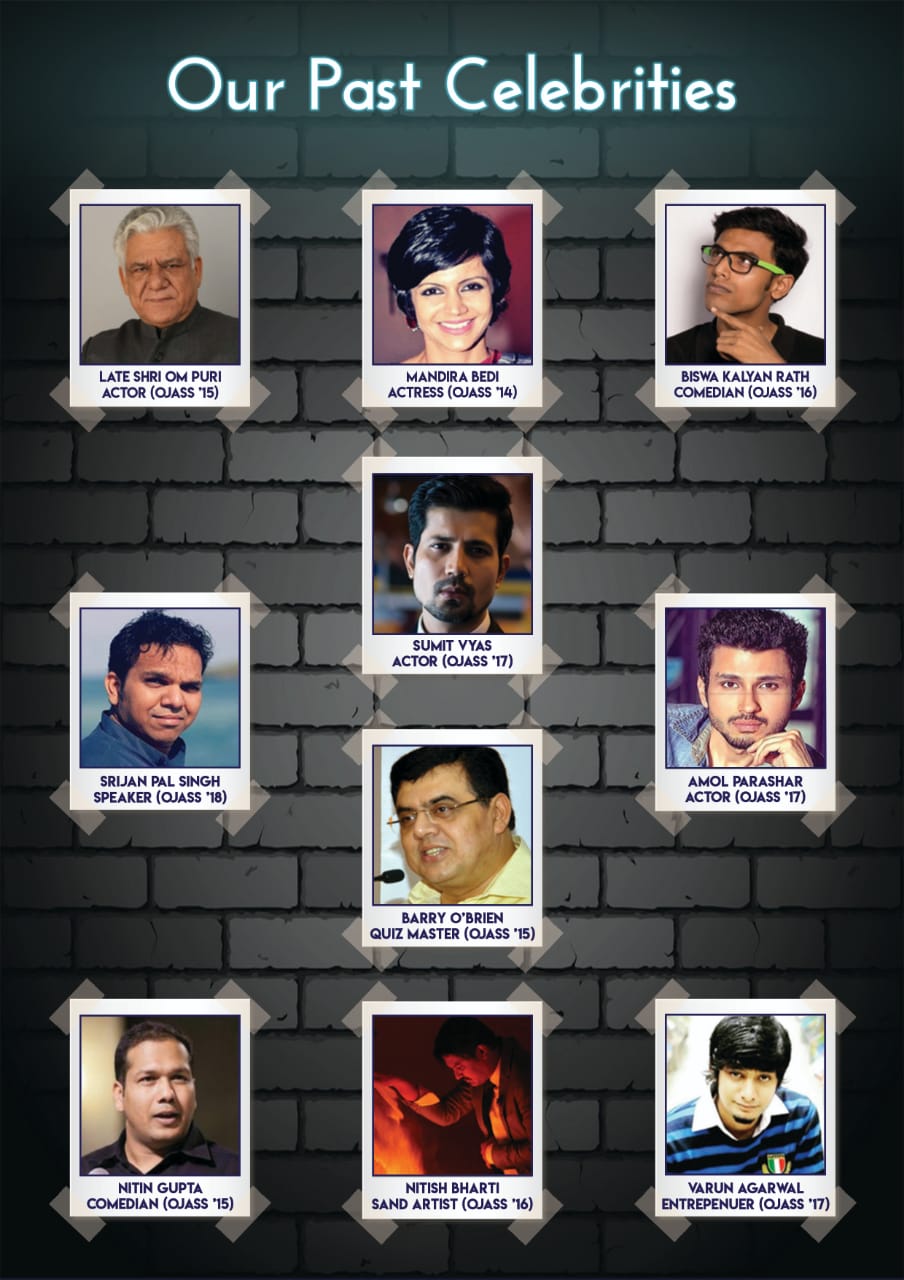 Our Past Celebrities
LATE SHRI OM PURI
ACTOR (OJASS '15)
MANDIRA BEDI
ACTRESS (OJASS '14)
BISWA KALYAN RATH
COMEDIAN (OJASS '16)
SUMIT VYAS
ACTOR (OJASS '17)
SRIJAN PAL SINGH
SPEAKER (OJASS '18)
AMOL PARASHAR
ACTOR (OJASS '17)
BARRY O'BRIEN
QUIZ MASTER (OJASS '15)
NITIN GUPTA
COMEDIAN (OJASS '15)
NITISH BHARTI
SAND ARTIST (OJASS '16)
VARUN AGARWAL
ENTREPENUER (OJASS '17)